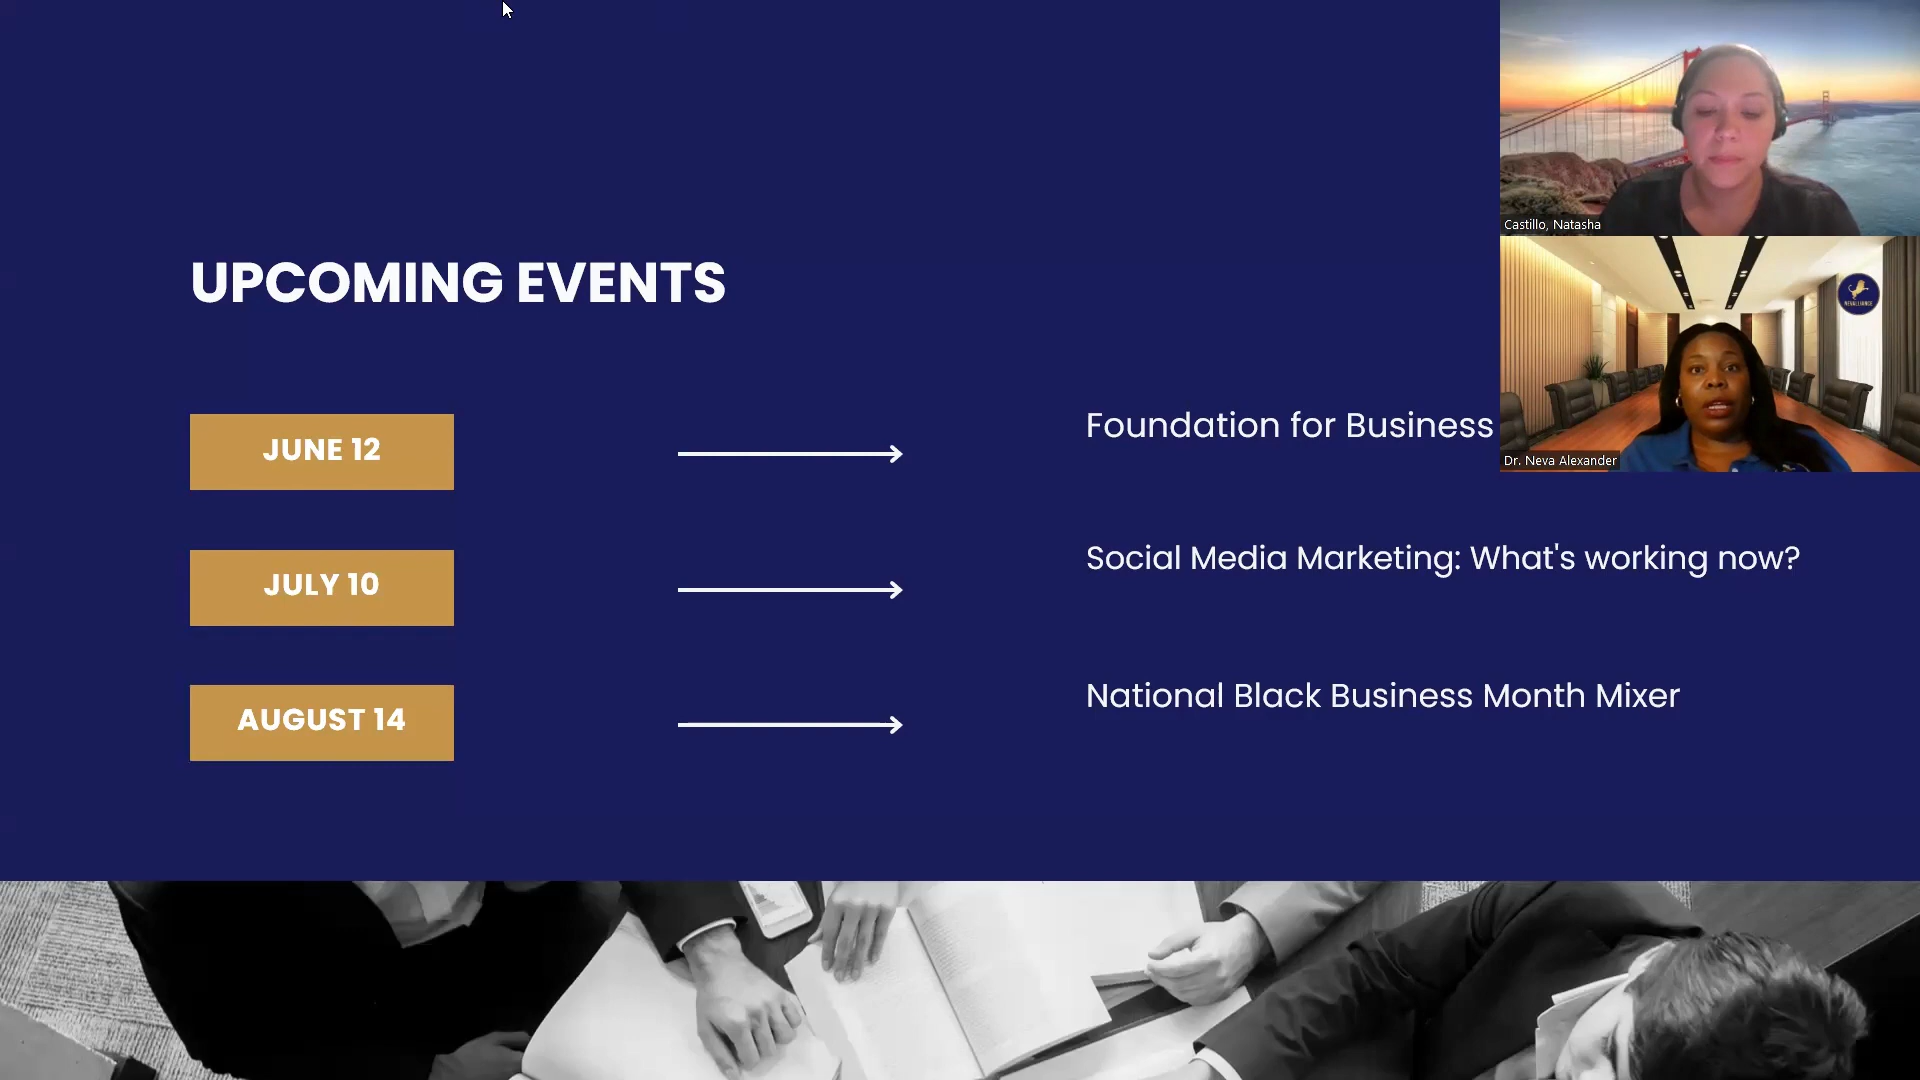 UPCOMING EVENTS
JUNE 12
Foundation for Business
JULY 10
Social Media Marketing: What's working now?
AUGUST 14
National Black Business Month Mixer
Castillo, Natasha
Dr. Neva Alexander